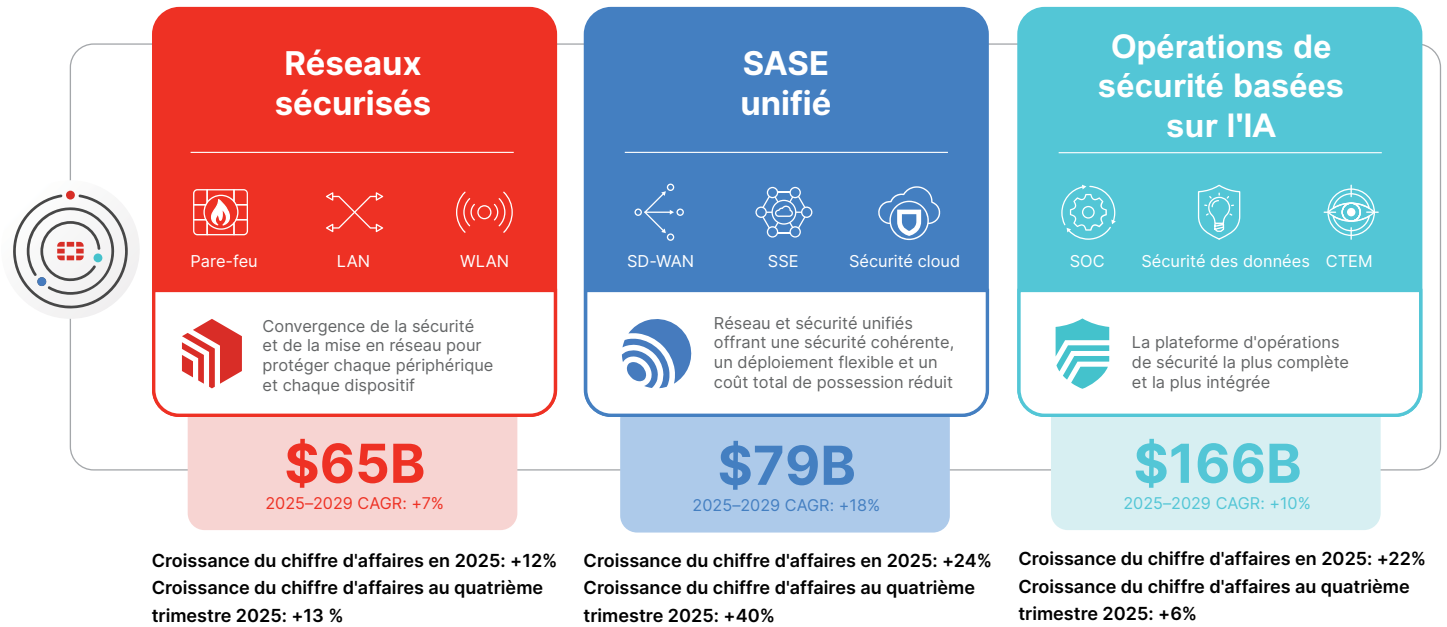 Réseaux
sécurisés
Pare-feu
LAN
WLAN
Convergence de la sécurité
et de la mise en réseau pour
protéger chaque périphérique
et chaque dispositif
$65B
2025–2029 CAGR: +7%
Croissance du chiffre d'affaires en 2025: +12%
Croissance du chiffre d'affaires au quatrième
trimestre 2025: +13 %
SASE
unifié
SD-WAN
SSE
Sécurité cloud
Réseau et sécurité unifiés
offrant une sécurité cohérente,
un déploiement flexible et un
coût total de possession réduit
$79B
2025–2029 CAGR: +18%
Croissance du chiffre d'affaires en 2025: +24%
Croissance du chiffre d'affaires au quatrième
trimestre 2025: +40%
Opérations de
sécurité basées
sur l'IA
SOC
Sécurité des données
CTEM
La plateforme d'opérations
de sécurité la plus complète
et la plus intégrée
$166B
2025–2029 CAGR: +10%
Croissance du chiffre d'affaires en 2025: +22%
Croissance du chiffre d'affaires au quatrième
trimestre 2025: +6%